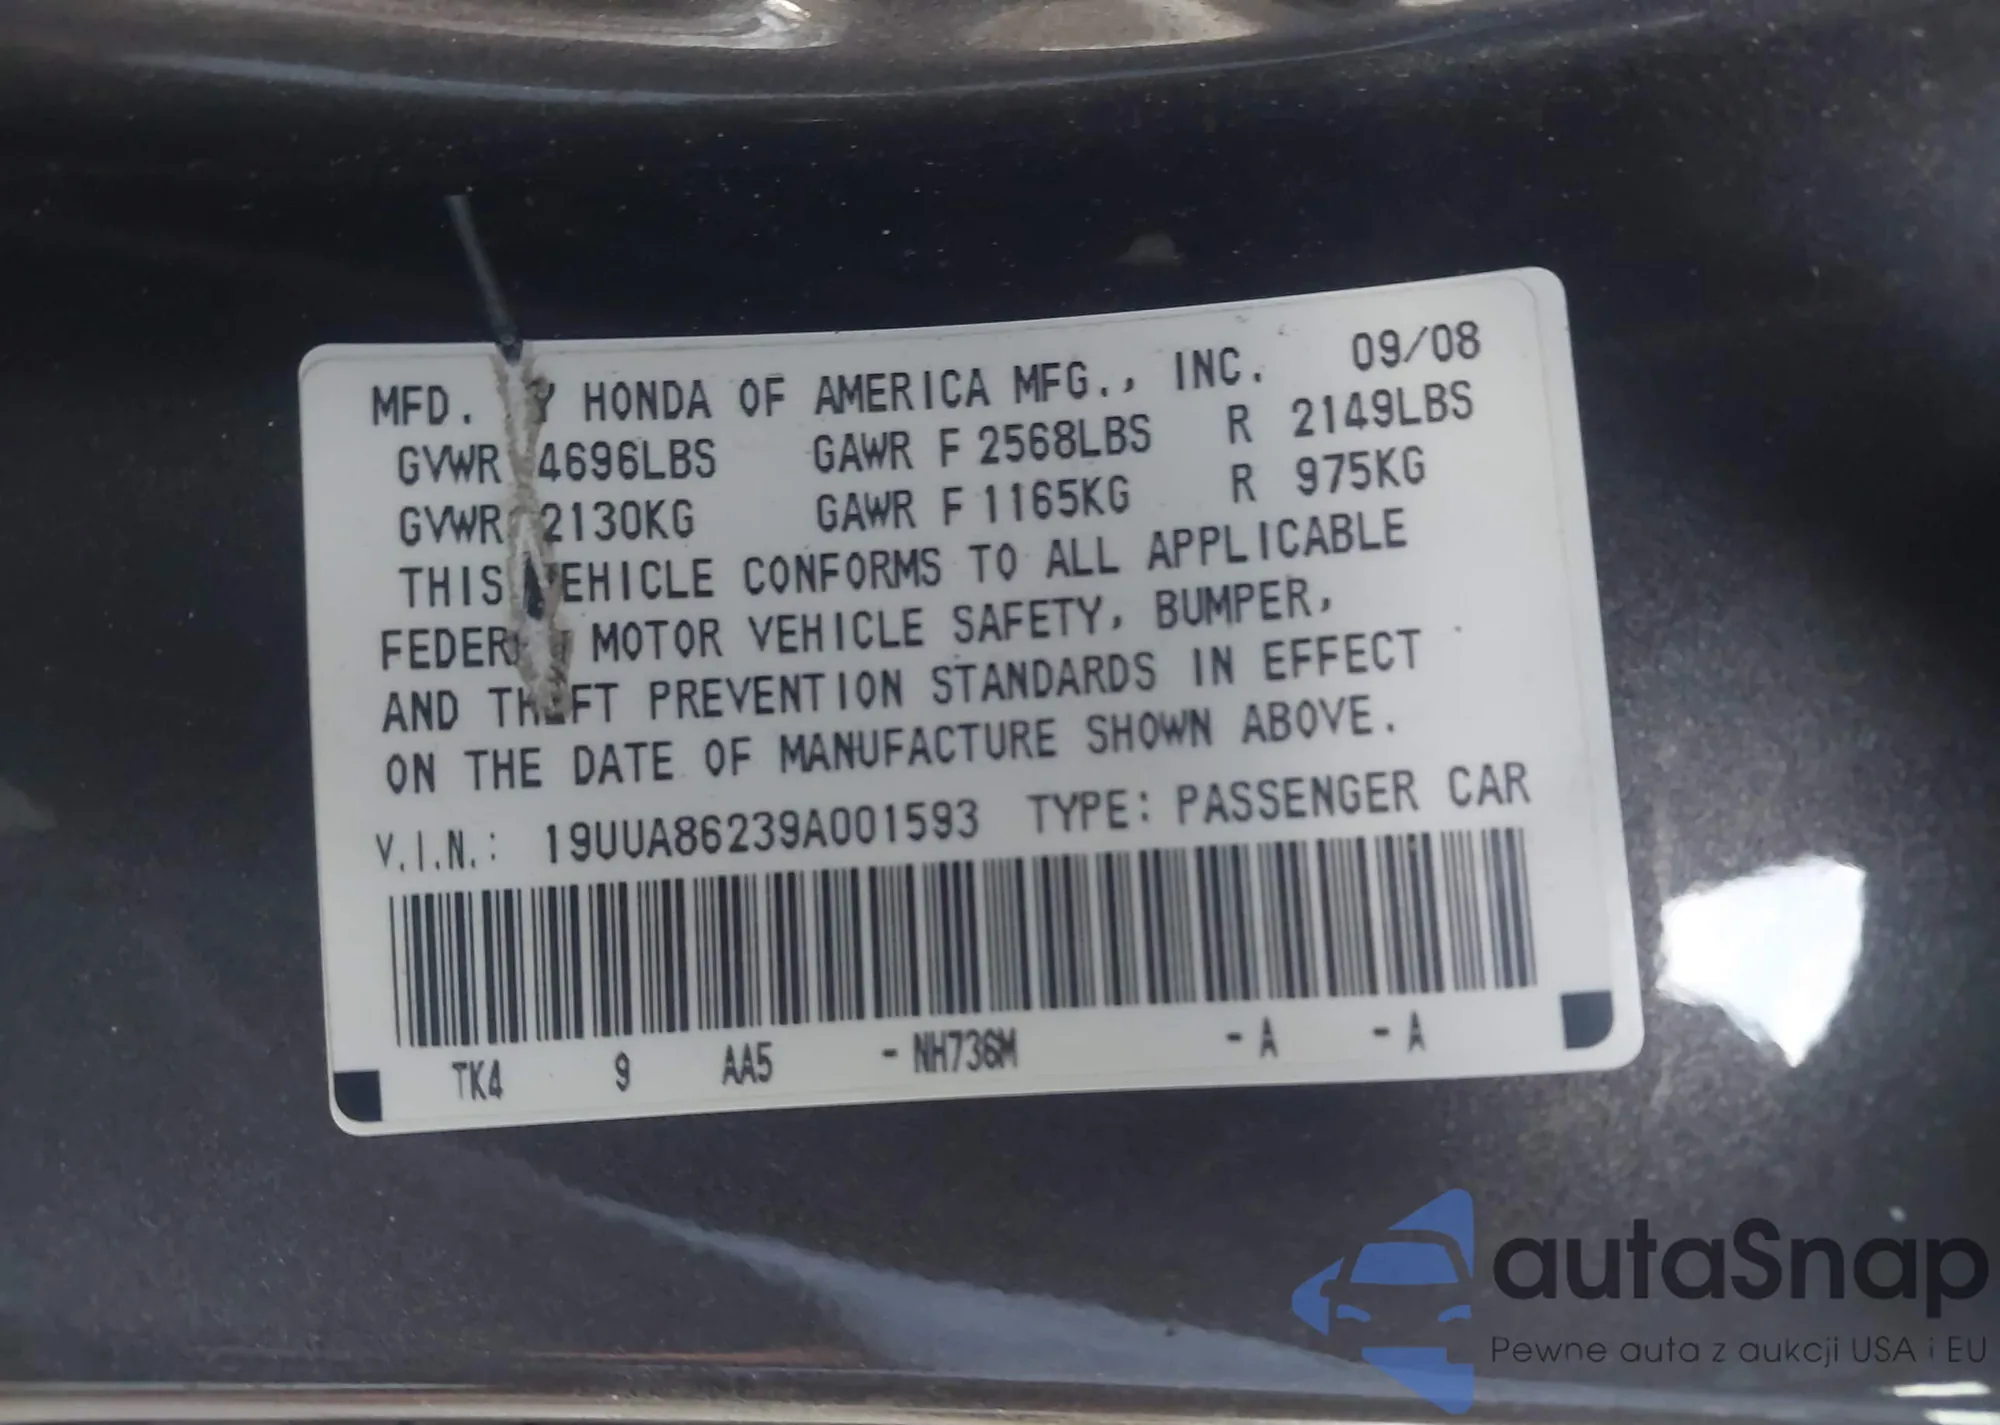 MFD. BY HONDA OF AMERICA MFG., INC. 09/08
GVWR 4696LBS GAWR F 2568LBS R 2149LBS
GVWR 2130KG GAWR F 1165KG R 975KG
THIS VEHICLE CONFORMS TO ALL APPLICABLE
FEDERAL MOTOR VEHICLE SAFETY, BUMPER,
AND THEFT PREVENTION STANDARDS IN EFFECT
ON THE DATE OF MANUFACTURE SHOWN ABOVE.
V.I.N.: 19UUA86239A001593 TYPE: PASSENGER CAR
TK4 9 AA5 -NH736M -A -A
autaSnap
Pewne auta z aukcji USA i EU